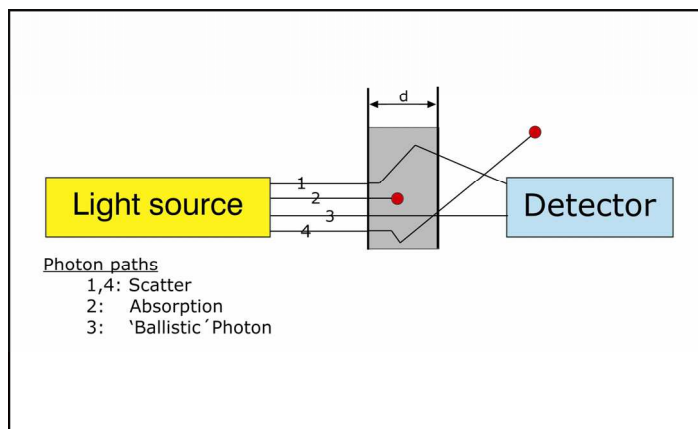 d
1
2
3
4
Light source
Detector
Photon paths
1,4: Scatter
2: Absorption
3: ‵Ballistic´Photon